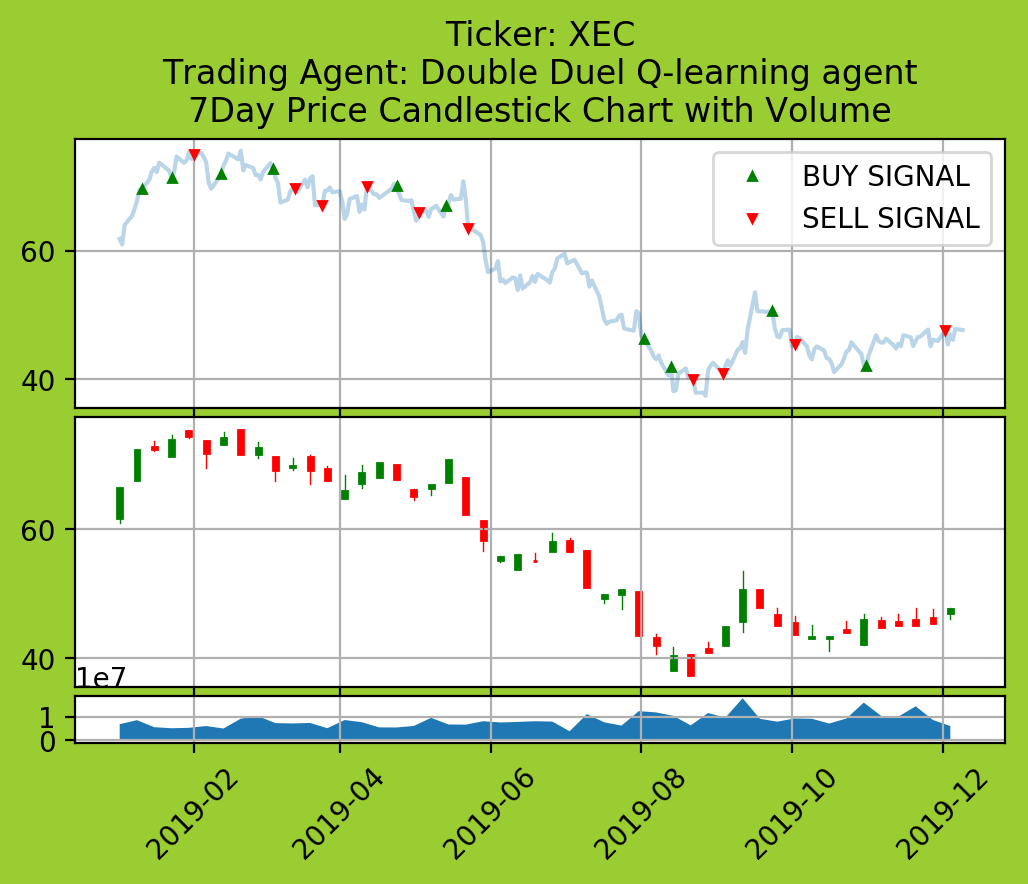 Ticker: XEC
Trading Agent: Double Duel Q-learning agent
7Day Price Candlestick Chart with Volume
BUY SIGNAL
SELL SIGNAL
60
40
60
40
1e7
1
0
2019-02
2019-04
2019-06
2019-08
2019-10
2019-12